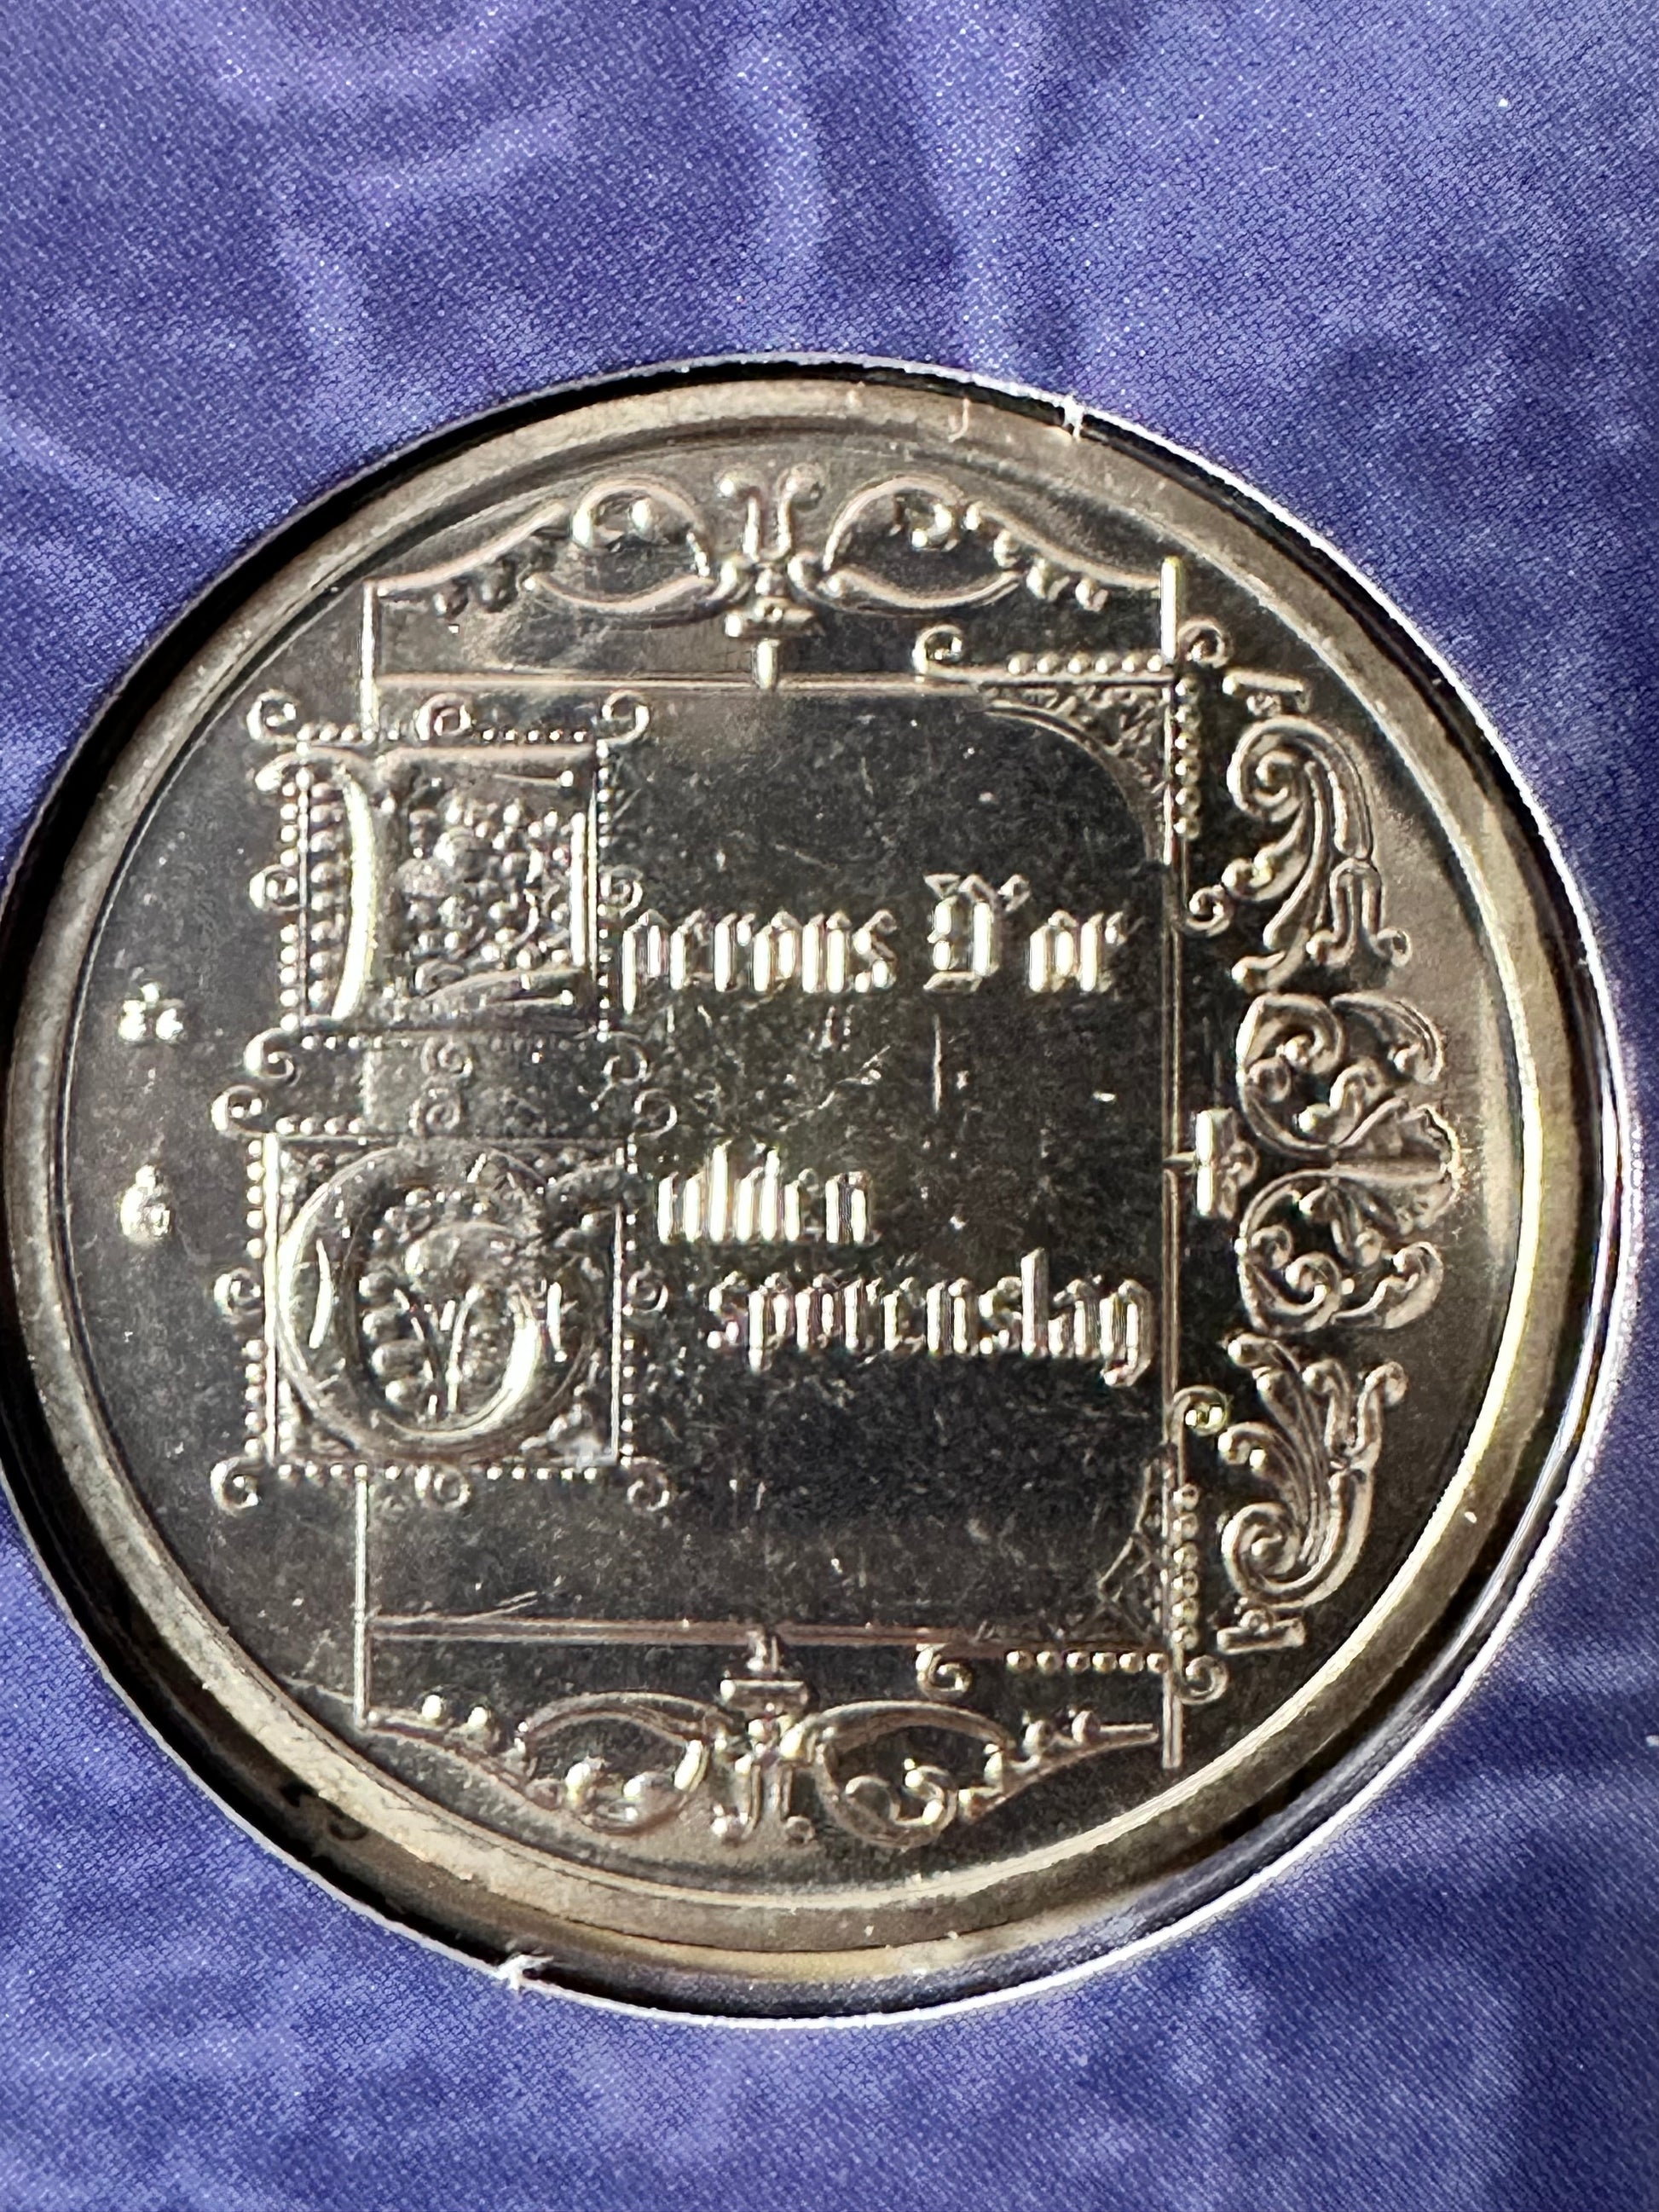 Eperons D'or
Gulden
sporenslag